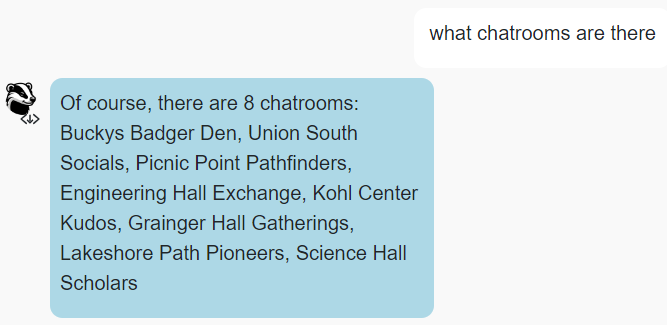 what chatrooms are there
Of course, there are 8 chatrooms:
Buckys Badger Den, Union South
Socials, Picnic Point Pathfinders,
Engineering Hall Exchange, Kohl Center
Kudos, Grainger Hall Gatherings,
Lakeshore Path Pioneers, Science Hall
Scholars